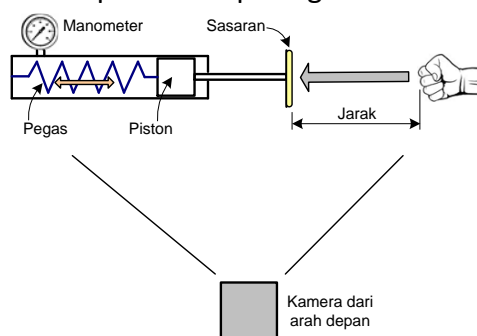 Manometer
Sasaran
Jarak
Pegas
Piston
Kamera dari
arah depan